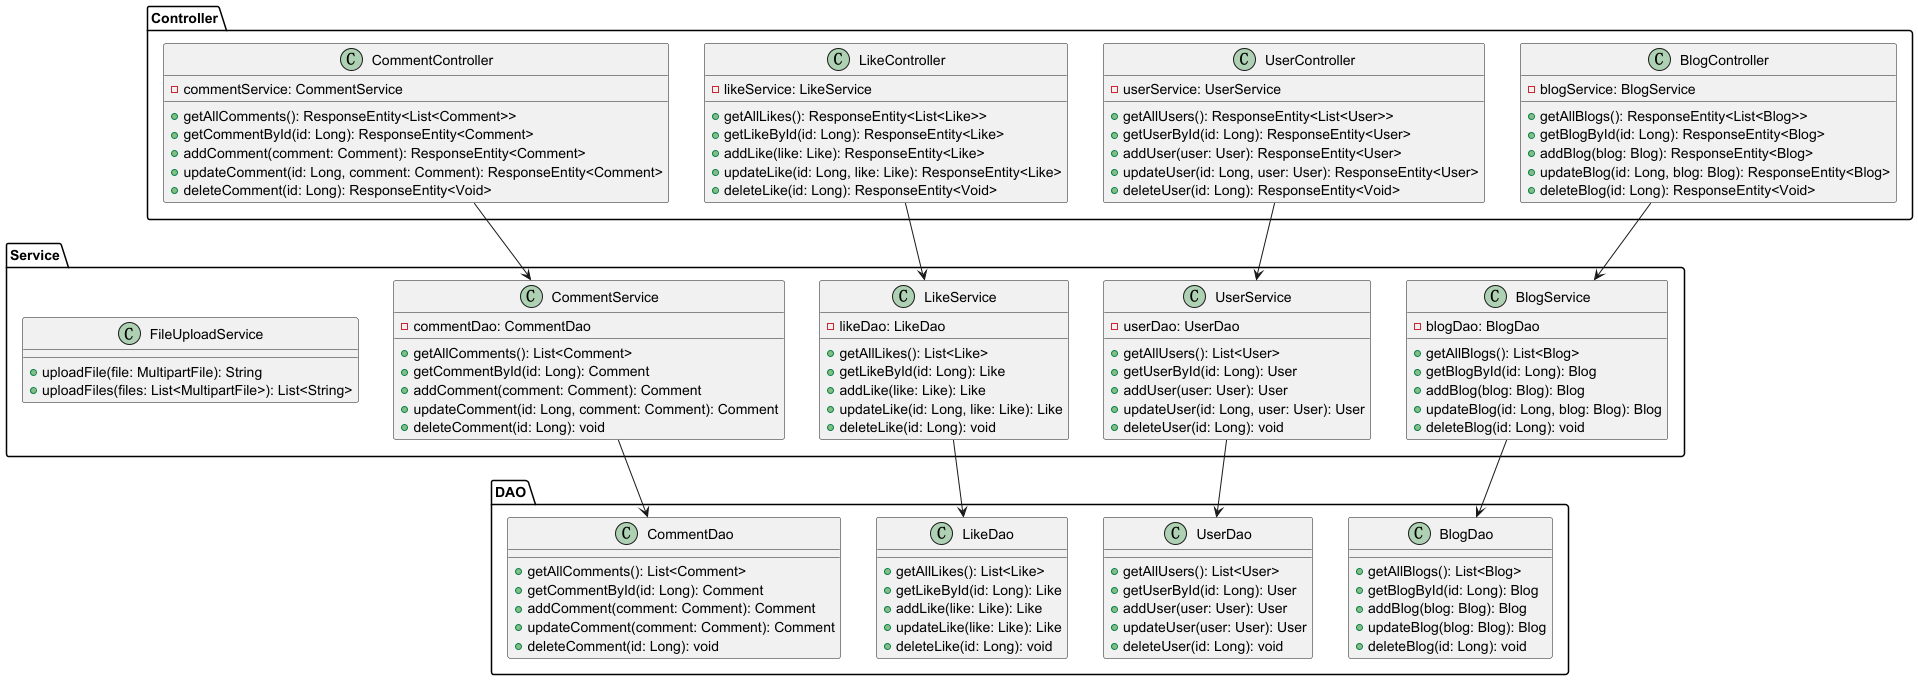 Controller
C CommentController
commentService: CommentService
getAllComments(): ResponseEntity<List<Comment>>
getCommentById(id: Long): ResponseEntity<Comment>
addComment(comment: Comment): ResponseEntity<Comment>
updateComment(id: Long, comment: Comment): ResponseEntity<Comment>
deleteComment(id: Long): ResponseEntity<Void>
C LikeController
likeService: LikeService
getAllLikes(): ResponseEntity<List<Like>>
getLikeById(id: Long): ResponseEntity<Like>
addLike(like: Like): ResponseEntity<Like>
updateLike(id: Long, like: Like): ResponseEntity<Like>
deleteLike(id: Long): ResponseEntity<Void>
C UserController
userService: UserService
getAllUsers(): ResponseEntity<List<User>>
getUserById(id: Long): ResponseEntity<User>
addUser(user: User): ResponseEntity<User>
updateUser(id: Long, user: User): ResponseEntity<User>
deleteUser(id: Long): ResponseEntity<Void>
C BlogController
blogService: BlogService
getAllBlogs(): ResponseEntity<List<Blog>>
getBlogById(id: Long): ResponseEntity<Blog>
addBlog(blog: Blog): ResponseEntity<Blog>
updateBlog(id: Long, blog: Blog): ResponseEntity<Blog>
deleteBlog(id: Long): ResponseEntity<Void>
Service
C FileUploadService
uploadFile(file: MultipartFile): String
uploadFiles(files: List<MultipartFile>): List<String>
C CommentService
commentDao: CommentDao
getAllComments(): List<Comment>
getCommentById(id: Long): Comment
addComment(comment: Comment): Comment
updateComment(id: Long, comment: Comment): Comment
deleteComment(id: Long): void
C LikeService
likeDao: LikeDao
getAllLikes(): List<Like>
getLikeById(id: Long): Like
addLike(like: Like): Like
updateLike(id: Long, like: Like): Like
deleteLike(id: Long): void
C UserService
userDao: UserDao
getAllUsers(): List<User>
getUserById(id: Long): User
addUser(user: User): User
updateUser(id: Long, user: User): User
deleteUser(id: Long): void
C BlogService
blogDao: BlogDao
getAllBlogs(): List<Blog>
getBlogById(id: Long): Blog
addBlog(blog: Blog): Blog
updateBlog(id: Long, blog: Blog): Blog
deleteBlog(id: Long): void
DAO
C CommentDao
getAllComments(): List<Comment>
getCommentById(id: Long): Comment
addComment(comment: Comment): Comment
updateComment(comment: Comment): Comment
deleteComment(id: Long): void
C LikeDao
getAllLikes(): List<Like>
getLikeById(id: Long): Like
addLike(like: Like): Like
updateLike(like: Like): Like
deleteLike(id: Long): void
C UserDao
getAllUsers(): List<User>
getUserById(id: Long): User
addUser(user: User): User
updateUser(user: User): User
deleteUser(id: Long): void
C BlogDao
getAllBlogs(): List<Blog>
getBlogById(id: Long): Blog
addBlog(blog: Blog): Blog
updateBlog(blog: Blog): Blog
deleteBlog(id: Long): void